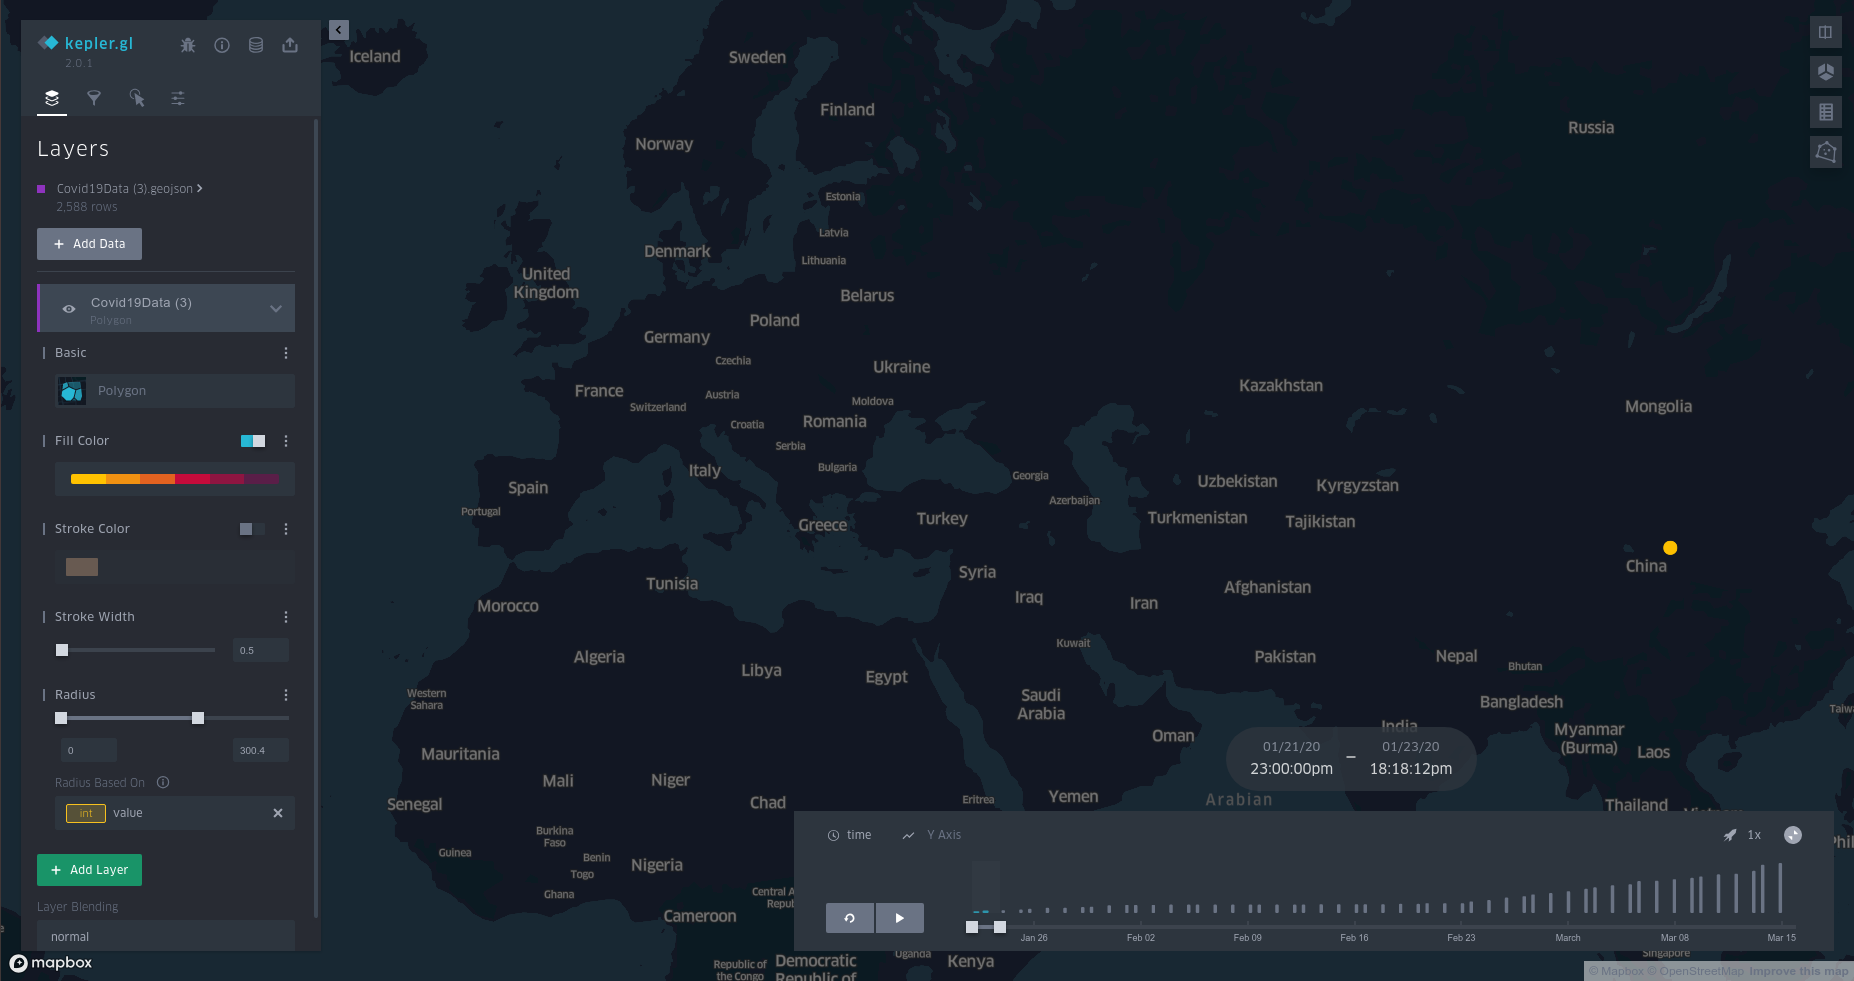 kepler.gl
2.0.1
Layers
Covid19Data (3).geojson
2,588 rows
+ Add Data
Covid19Data (3)
Polygon
Basic
Polygon
Fill Color
Stroke Color
Stroke Width
0.5
Radius
0
300.4
Radius Based On
int value
+ Add Layer
Layer Blending
normal
mapbox
Iceland
Sweden
Finland
Norway
Russia
Estonia
Latvia
Denmark
Lithuania
United
Kingdom
Belarus
Poland
Germany
Czechia
Ukraine
France
Austria
Switzerland
Moldova
Kazakhstan
Mongolia
Croatia
Romania
Serbia
Bulgaria
Italy
Georgia
Spain
Uzbekistan
Kyrgyzstan
Azerbaijan
Portugal
Greece
Turkey
Turkmenistan
Tajikistan
China
Syria
Tunisia
Morocco
Iraq
Iran
Afghanistan
Kuwait
Algeria
Libya
Egypt
Pakistan
Nepal
Bhutan
Western
Sahara
Saudi
Arabia
Bangladesh
Taiw
India
Myanmar
(Burma)
Laos
Oman
Mauritania
Mali
Niger
Chad
Senegal
Eritrea
Yemen
Arabian
Thailand
Vietnam
Burkina
Faso
Guinea
Benin
Togo
Ghana
Nigeria
Central A
Repub
Cameroon
Phil
Uganda
Kenya
Republic of
the Congo
Democratic
Republic of
Singapore
01/21/20
23:00:00pm
–
01/23/20
18:18:12pm
time
Y Axis
1x
Jan 26
Feb 02
Feb 09
Feb 16
Feb 23
March
Mar 08
Mar 15
© Mapbox © OpenStreetMap Improve this map